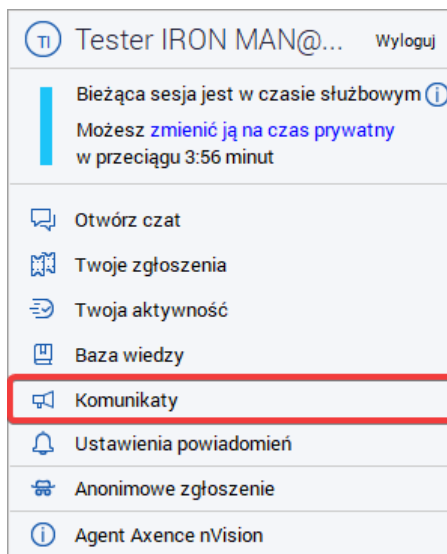 TI Tester IRON MAN@... Wyloguj
Bieżąca sesja jest w czasie służbowym
Możesz zmienić ją na czas prywatny
w przeciągu 3:56 minut
Otwórz czat
Twoje zgłoszenia
Twoja aktywność
Baza wiedzy
Komunikaty
Ustawienia powiadomień
Anonimowe zgłoszenie
Agent Axence nVision